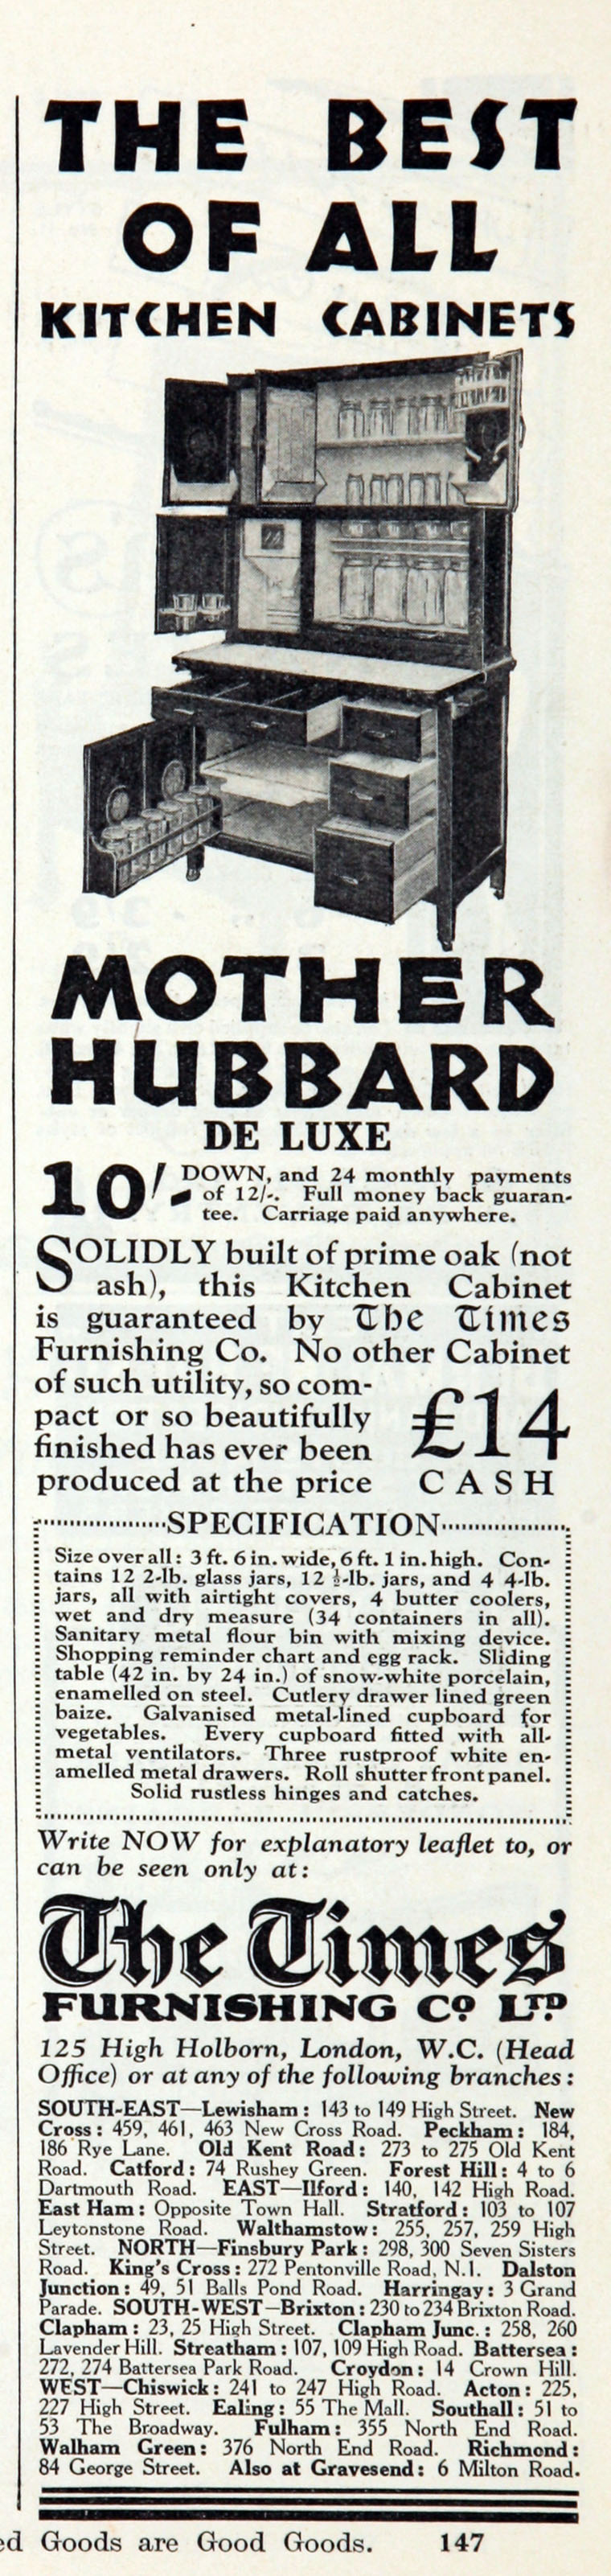 THE BEST
OF ALL
KITCHEN CABINETS
MOTHER
HUBBARD
DE LUXE
10/- DOWN, and 24 monthly payments
of 12/-. Full money back guaran-
tee. Carriage paid anywhere.
SOLIDLY built of prime oak (not
ash), this Kitchen Cabinet
is guaranteed by The Times
Furnishing Co. No other Cabinet
of such utility, so com-
pact or so beautifully
finished has ever been
produced at the price
£14
CASH
SPECIFICATION
Size over all: 3 ft. 6 in. wide, 6 ft. 1 in. high. Con-
tains 12 2-lb. glass jars, 12 ½-lb. jars, and 4 4-lb.
jars, all with airtight covers, 4 butter coolers,
wet and dry measure (34 containers in all).
Sanitary metal flour bin with mixing device.
Shopping reminder chart and egg rack. Sliding
table (42 in. by 24 in.) of snow-white porcelain,
enamelled on steel. Cutlery drawer lined green
baize. Galvanised metal-lined cupboard for
vegetables. Every cupboard fitted with all-
metal ventilators. Three rustproof white en-
amelled metal drawers. Roll shutter front panel.
Solid rustless hinges and catches.
Write NOW for explanatory leaflet to, or
can be seen only at:
The Times
FURNISHING CO LTD
125 High Holborn, London, W.C. (Head
Office) or at any of the following branches:
SOUTH-EAST—Lewisham: 143 to 149 High Street. New
Cross: 459, 461, 463 New Cross Road. Peckham: 184,
186 Rye Lane. Old Kent Road: 273 to 275 Old Kent
Road. Catford: 74 Rushey Green. Forest Hill: 4 to 6
Dartmouth Road. EAST—Ilford: 140, 142 High Road.
East Ham: Opposite Town Hall. Stratford: 103 to 107
Leytonstone Road. Walthamstow: 255, 257, 259 High
Street. NORTH—Finsbury Park: 298, 300 Seven Sisters
Road. King's Cross: 272 Pentonville Road, N.1. Dalston
Junction: 49, 51 Balls Pond Road. Harringay: 3 Grand
Parade. SOUTH-WEST—Brixton: 230 to 234 Brixton Road.
Clapham: 23, 25 High Street. Clapham Junc.: 258, 260
Lavender Hill. Streatham: 107, 109 High Road. Battersea:
272, 274 Battersea Park Road. Croydon: 14 Crown Hill.
WEST—Chiswick: 241 to 247 High Road. Acton: 225,
227 High Street. Ealing: 55 The Mall. Southall: 51 to
53 The Broadway. Fulham: 355 North End Road.
Walham Green: 376 North End Road. Richmond:
84 George Street. Also at Gravesend: 6 Milton Road.
ed Goods are Good Goods. 147